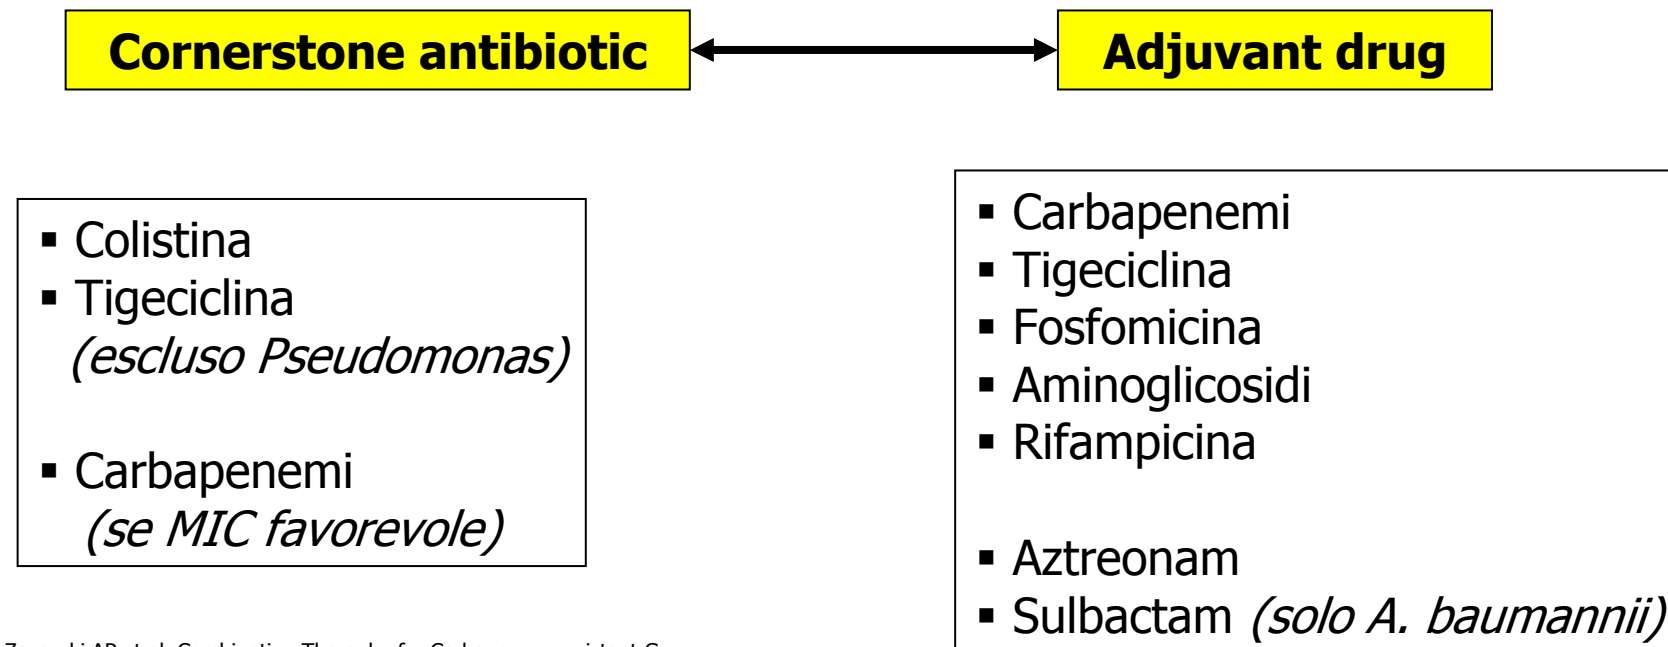 Cornerstone antibiotic
Adjuvant drug
▪ Colistina
▪ Tigeciclina
(escluso Pseudomonas)
▪ Carbapenemi
(se MIC favorevole)
▪ Carbapenemi
▪ Tigeciclina
▪ Fosfomicina
▪ Aminoglicosidi
▪ Rifampicina
▪ Aztreonam
▪ Sulbactam (solo A. baumannii)